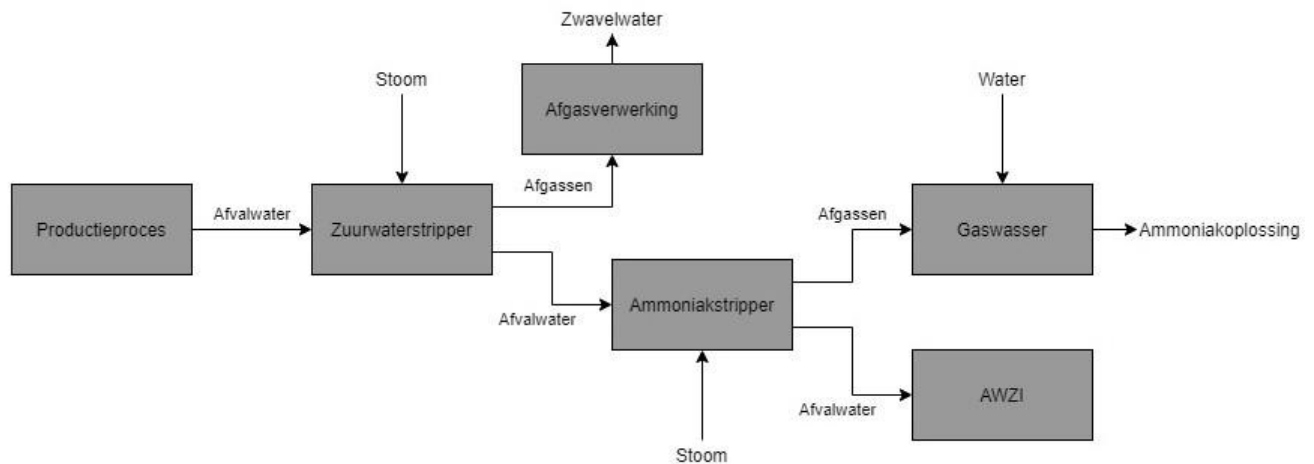 Zwavelwater
Stoom
Afgasverwerking
Water
Afgassen
Productieproces
Afvalwater
Zuurwaterstripper
Afgassen
Gaswasser
Ammoniakoplossing
Afvalwater
Ammoniakstripper
Afvalwater
AWZI
Stoom